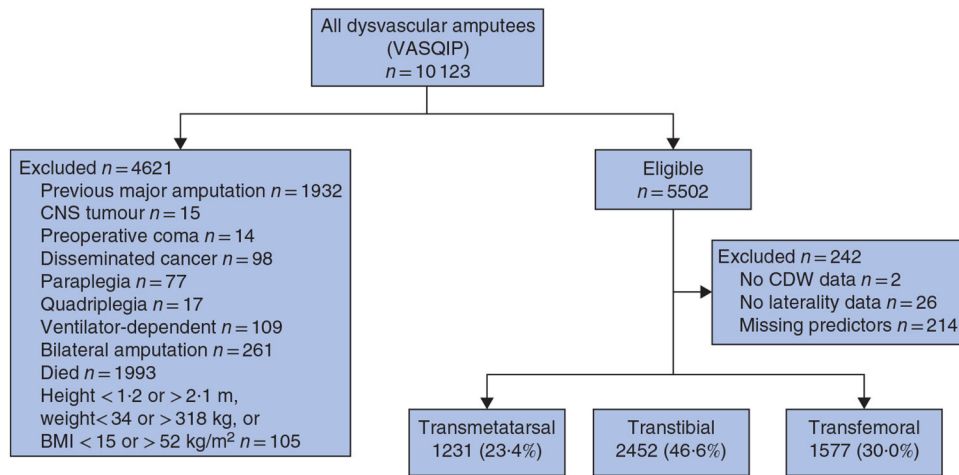 All dysvascular amputees
(VASQIP)
n = 10 123
Excluded n = 4621
Previous major amputation n = 1932
CNS tumour n = 15
Preoperative coma n = 14
Disseminated cancer n = 98
Paraplegia n = 77
Quadriplegia n = 17
Ventilator-dependent n = 109
Bilateral amputation n = 261
Died n = 1993
Height < 1·2 or > 2·1 m,
weight< 34 or > 318 kg, or
BMI < 15 or > 52 kg/m² n = 105
Eligible
n = 5502
Excluded n = 242
No CDW data n = 2
No laterality data n = 26
Missing predictors n = 214
Transmetatarsal
1231 (23·4%)
Transtibial
2452 (46·6%)
Transfemoral
1577 (30·0%)